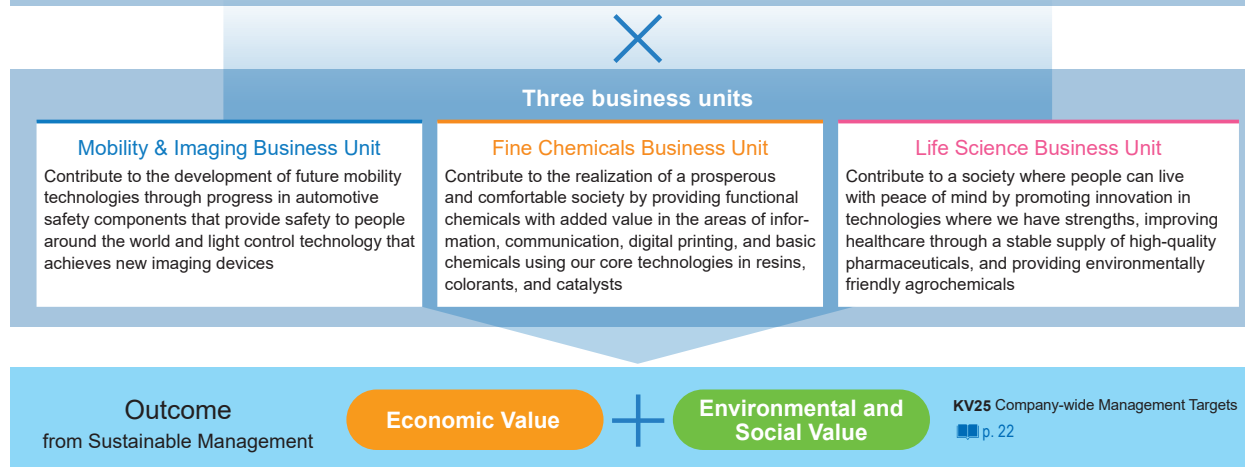 Three business units
Mobility & Imaging Business Unit
Contribute to the development of future mobility
technologies through progress in automotive
safety components that provide safety to people
around the world and light control technology that
achieves new imaging devices
Fine Chemicals Business Unit
Contribute to the realization of a prosperous
and comfortable society by providing functional
chemicals with added value in the areas of infor-
mation, communication, digital printing, and basic
chemicals using our core technologies in resins,
colorants, and catalysts
Life Science Business Unit
Contribute to a society where people can live
with peace of mind by promoting innovation in
technologies where we have strengths, improving
healthcare through a stable supply of high-quality
pharmaceuticals, and providing environmentally
friendly agrochemicals
Outcome
from Sustainable Management
Economic Value
Environmental and
Social Value
KV25 Company-wide Management Targets
p. 22